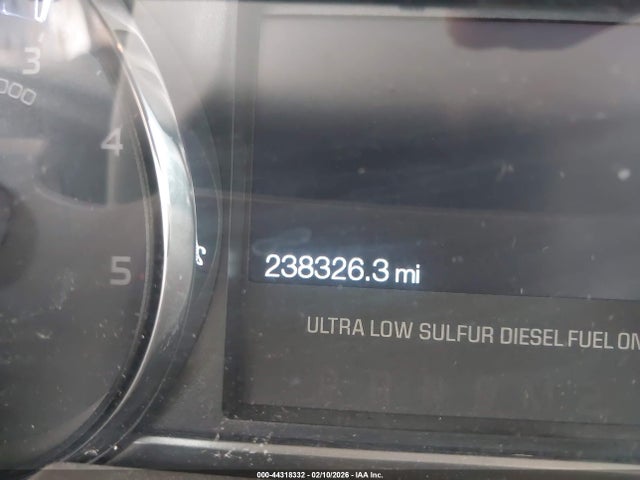 3
000
4
5
238326.3 mi
ULTRA LOW SULFUR DIESEL FUEL ON
000-44318332 - 02/10/2026 - IAA Inc.